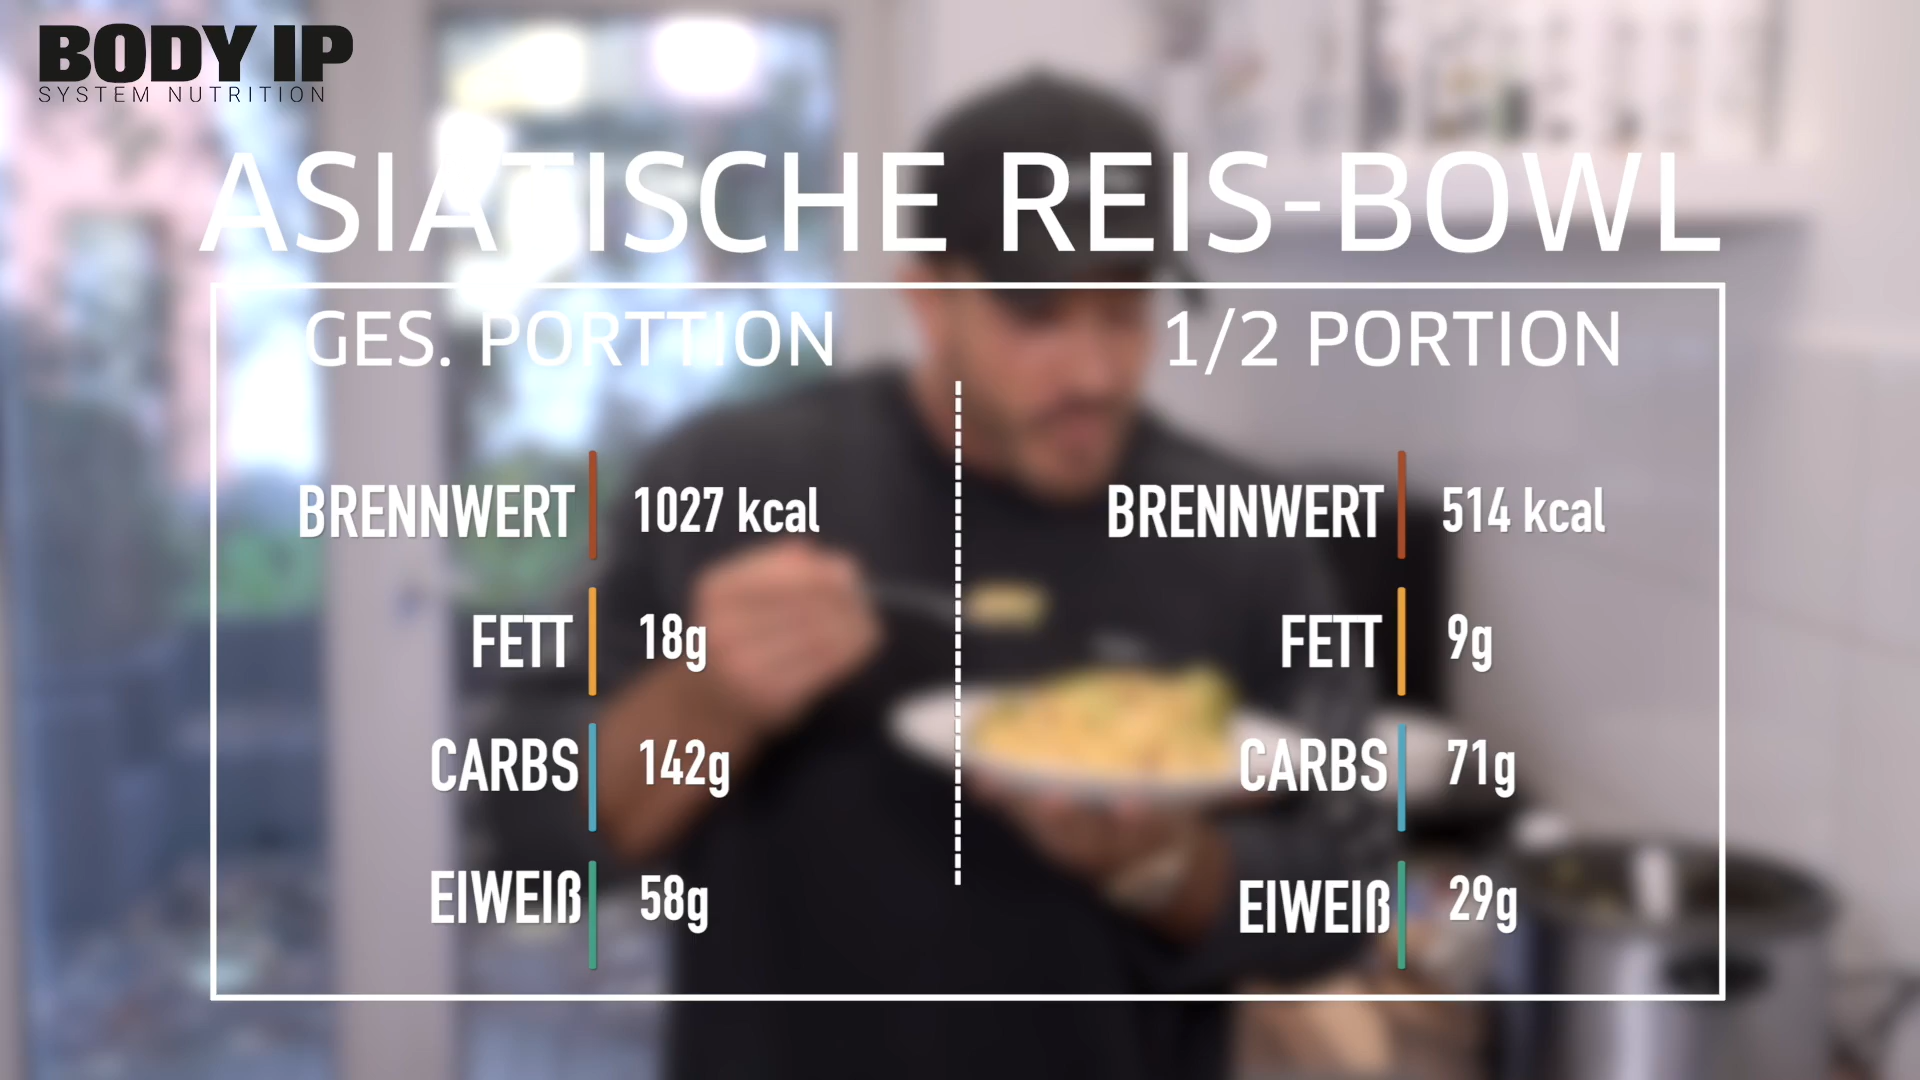 BODY IP
SYSTEM NUTRITION
ASIATISCHE REIS-BOWL
GES. PORTTION
BRENNWERT 1027 kcal
FETT 18g
CARBS 142g
EIWEIß 58g
1/2 PORTION
BRENNWERT 514 kcal
FETT 9g
CARBS 71g
EIWEIß 29g